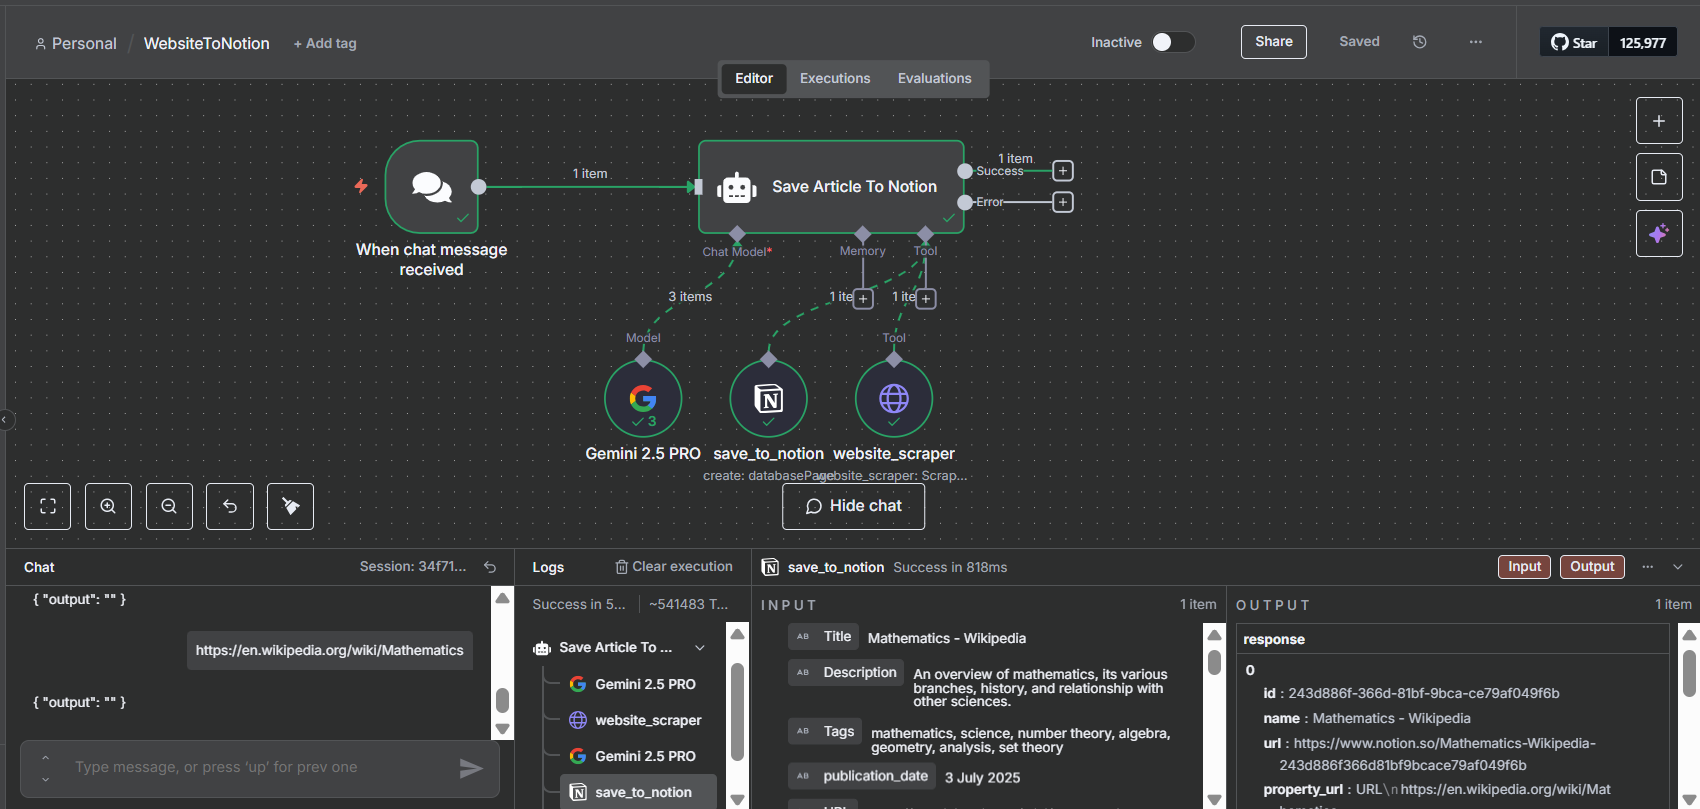 Personal / WebsiteToNotion + Add tag
Inactive
Share
Saved
Star 125,977
Editor Executions Evaluations
1 item
Save Article To Notion
1 item
Success
Error
When chat message
received
Chat Model*
Memory
Tool
3 items
1 ite
1 ite
Model
Tool
3
Gemini 2.5 PRO
save_to_notion
website_scraper
create: databasePage
website_scraper: Scrap...
Hide chat
Chat
Session: 34f71...
{ "output": "" }
https://en.wikipedia.org/wiki/Mathematics
{ "output": "" }
Type message, or press 'up' for prev one
Logs
Clear execution
Success in 5...
~541483 T...
Save Article To ...
Gemini 2.5 PRO
website_scraper
Gemini 2.5 PRO
save_to_notion
save_to_notion Success in 818ms
Input
Output
INPUT
1 item
AB Title Mathematics - Wikipedia
AB Description An overview of mathematics, its various
branches, history, and relationship with
other sciences.
AB Tags mathematics, science, number theory, algebra,
geometry, analysis, set theory
AB publication_date 3 July 2025
OUTPUT
1 item
response
0
id : 243d886f-366d-81bf-9bca-ce79af049f6b
name : Mathematics - Wikipedia
url : https://www.notion.so/Mathematics-Wikipedia-
243d886f366d81bf9bcace79af049f6b
property_url : URL\n https://en.wikipedia.org/wiki/Mat